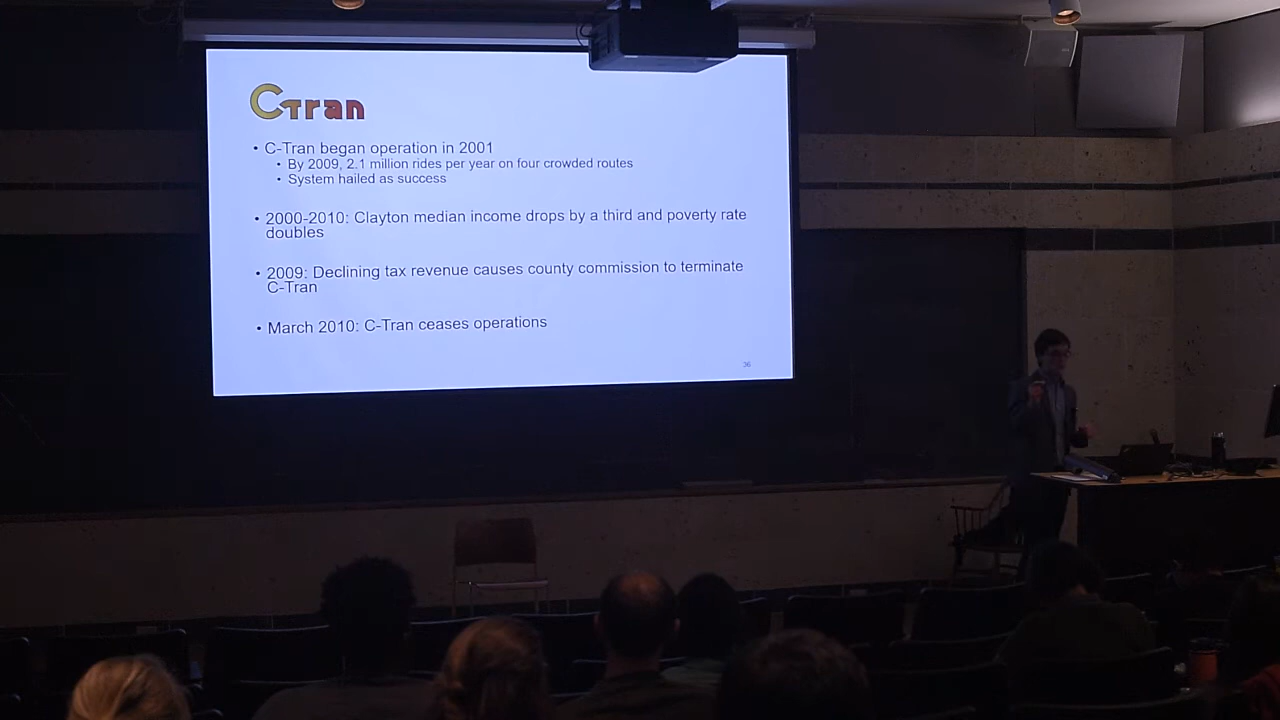 CTran
• C-Tran began operation in 2001
• By 2009, 2.1 million rides per year on four crowded routes
• System hailed as success
• 2000-2010: Clayton median income drops by a third and poverty rate
doubles
• 2009: Declining tax revenue causes county commission to terminate
C-Tran
• March 2010: C-Tran ceases operations
36